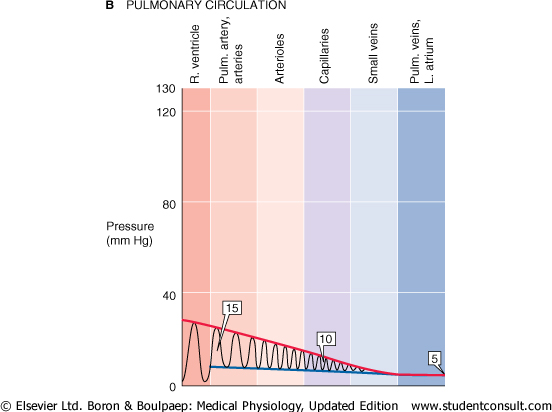 B PULMONARY CIRCULATION
R. ventricle
Pulm. artery,
arteries
Arterioles
Capillaries
Small veins
Pulm. veins,
L. atrium
130
120
80
Pressure
(mm Hg)
40
15
10
5
0
© Elsevier Ltd. Boron & Boulpaep: Medical Physiology, Updated Edition www.studentconsult.com